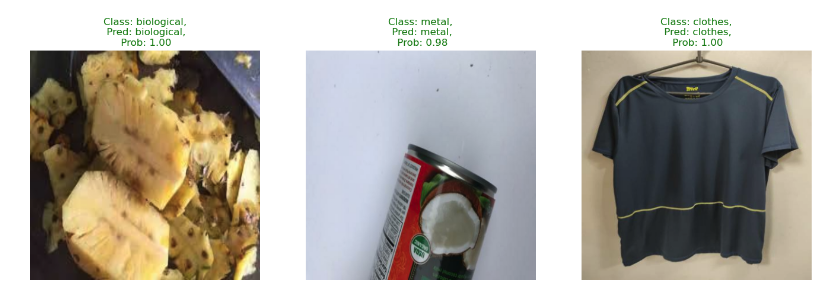 Class: biological,
Pred: biological,
Prob: 1.00
Class: metal,
Pred: metal,
Prob: 0.98
Class: clothes,
Pred: clothes,
Prob: 1.00